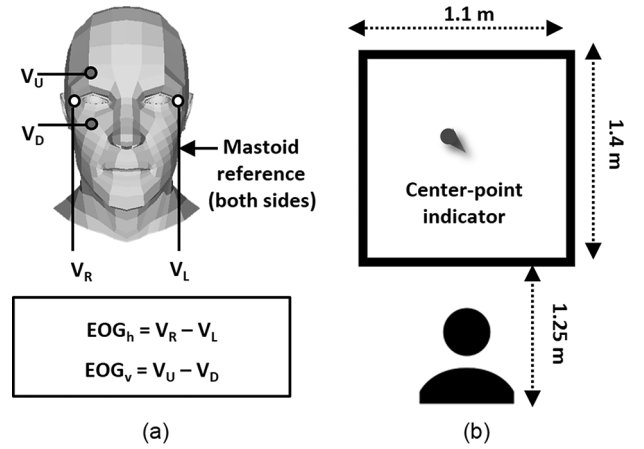 V_U
V_D
Mastoid
reference
(both sides)
V_R
V_L
EOG_h = V_R – V_L
EOG_v = V_U – V_D
(a)
1.1 m
1.4 m
Center-point
indicator
1.25 m
(b)